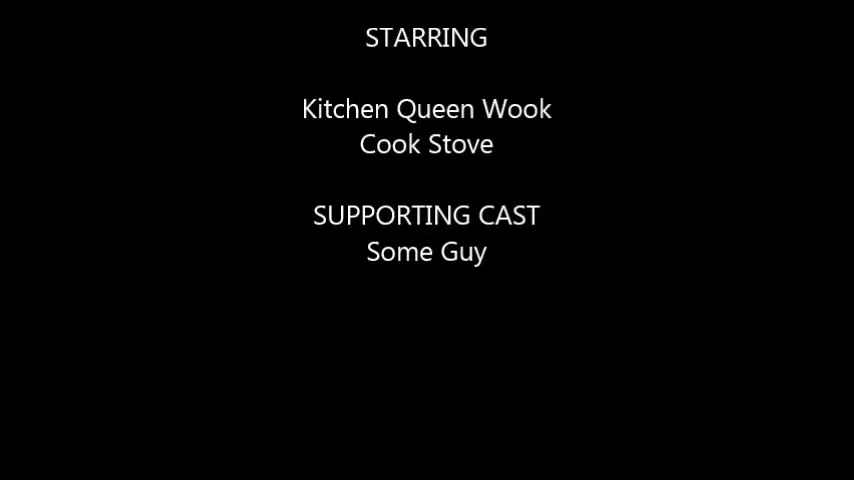 STARRING
Kitchen Queen Wook
Cook Stove
SUPPORTING CAST
Some Guy